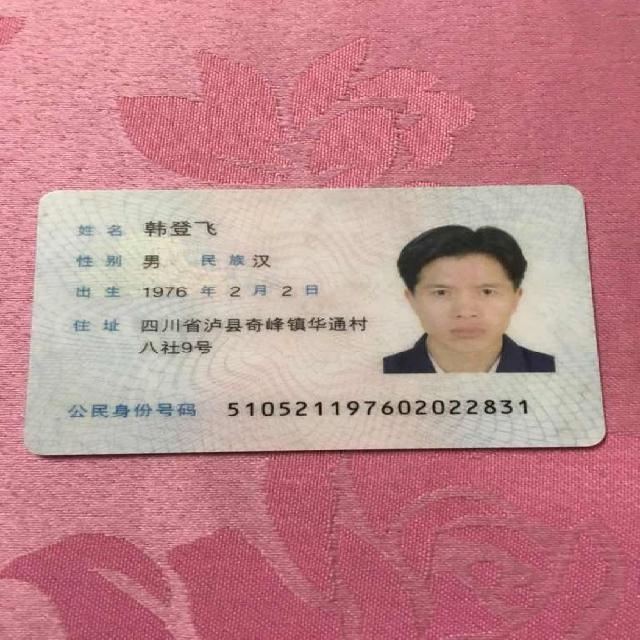 姓名 韩登飞
性别 男 民族 汉
出生 1976 年 2 月 2 日
住址 四川省泸县奇峰镇华通村
八社9号
公民身份号码 510521197602022831